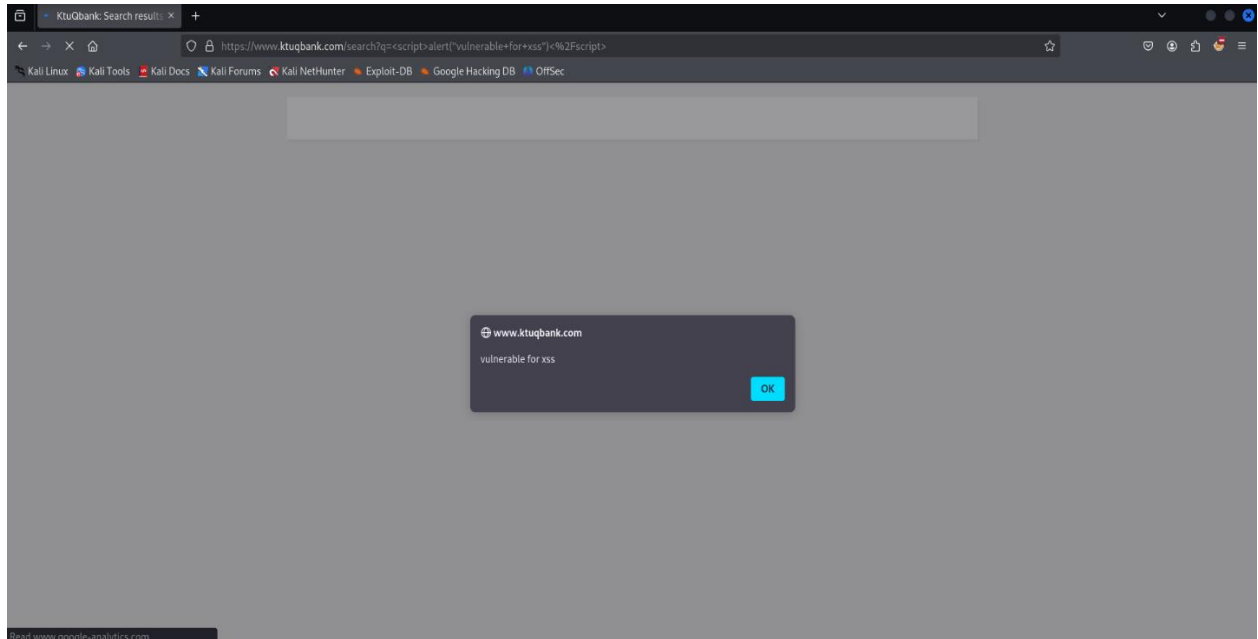 KtuQbank: Search results
https://www.ktuqbank.com/search?q=<script>alert("vulnerable+for+xss")<%2Fscript>
Kali Linux Kali Tools Kali Docs Kali Forums Kali NetHunter Exploit-DB Google Hacking DB OffSec
www.ktuqbank.com
vulnerable for xss
OK
Read www.google-analytics.com